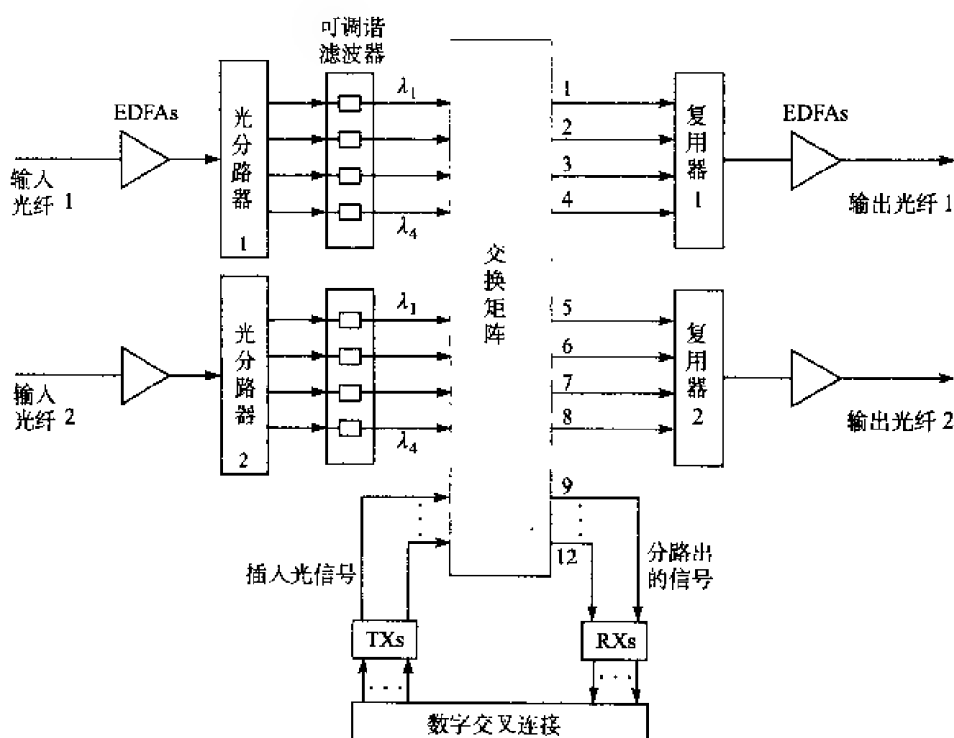 可调谐
滤波器
EDFAs
输入
光纤 1
光分路器
1
λ1
λ4
1
2
3
4
复用器
1
EDFAs
输出光纤1
交换矩阵
输入
光纤 2
光分路器
2
λ1
λ4
5
6
7
8
复用器
2
输出光纤2
9
12
插入光信号
分路出
的信号
TXs
RXs
数字交叉连接